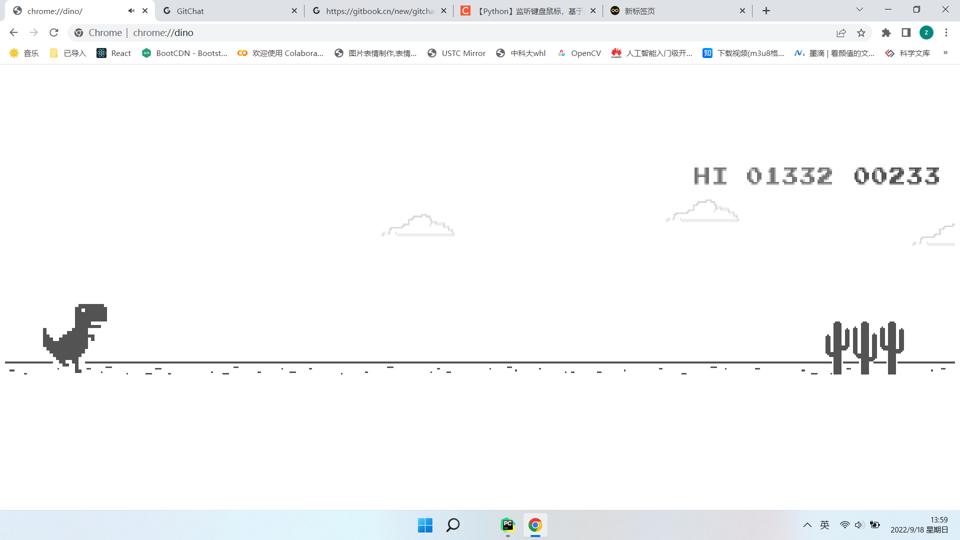 chrome://dino/
GitChat
https://gitbook.cn/new/gitcha
【Python】监听键盘鼠标，基于
新标签页
Chrome | chrome://dino
z
音乐
已导入
React
BootCDN - Bootst...
欢迎使用 Colabora...
图片表情制作,表情...
USTC Mirror
中科大whl
OpenCV
人工智能入门级开...
知
下载视频(m3u8格...
墨滴 | 看颜值的文...
科学文库
»
HI 01332 00233
PC
英
13:59
2022/9/18 星期日